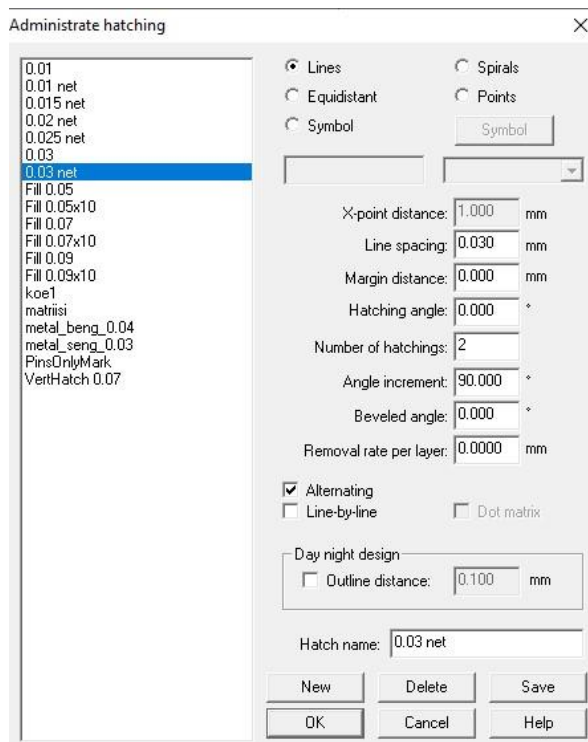 Administrate hatching
0.01
0.01 net
0.015 net
0.02 net
0.025 net
0.03
0.03 net
Fill 0.05
Fill 0.05x10
Fill 0.07
Fill 0.07x10
Fill 0.09
Fill 0.09x10
koe1
matriisi
metal_beng_0.04
metal_seng_0.03
PinsOnlyMark
VertHatch 0.07
Lines
Spirals
Equidistant
Points
Symbol
Symbol
X-point distance: 1.000 mm
Line spacing: 0.030 mm
Margin distance: 0.000 mm
Hatching angle: 0.000 °
Number of hatchings: 2
Angle increment: 90.000 °
Beveled angle: 0.000 °
Removal rate per layer: 0.0000 mm
Alternating
Line-by-line
Dot matrix
Day night design
Outline distance: 0.100 mm
Hatch name: 0.03 net
New Delete Save
OK Cancel Help